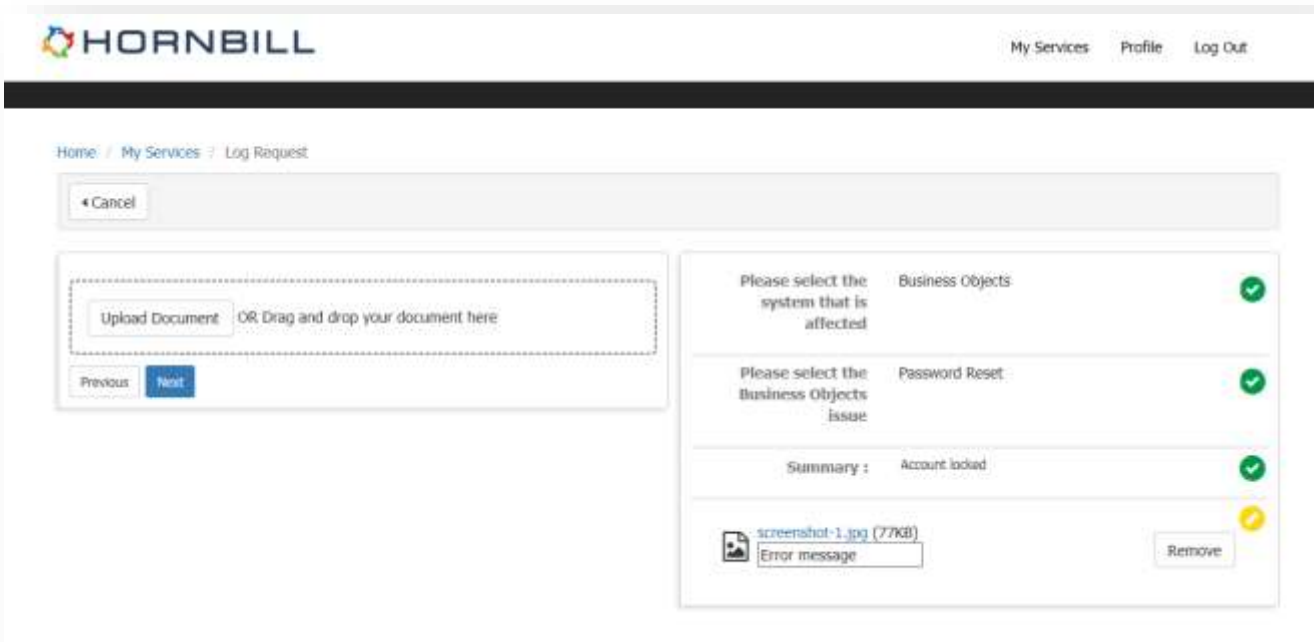 HORNBILL
My Services Profile Log Out
Home / My Services / Log Request
Cancel
Upload Document OR Drag and drop your document here
Previous Next
Please select the
system that is
affected
Business Objects
Please select the
Business Objects
issue
Password Reset
Summary : Account locked
screenshot-1.jpg (77KB)
Error message
Remove